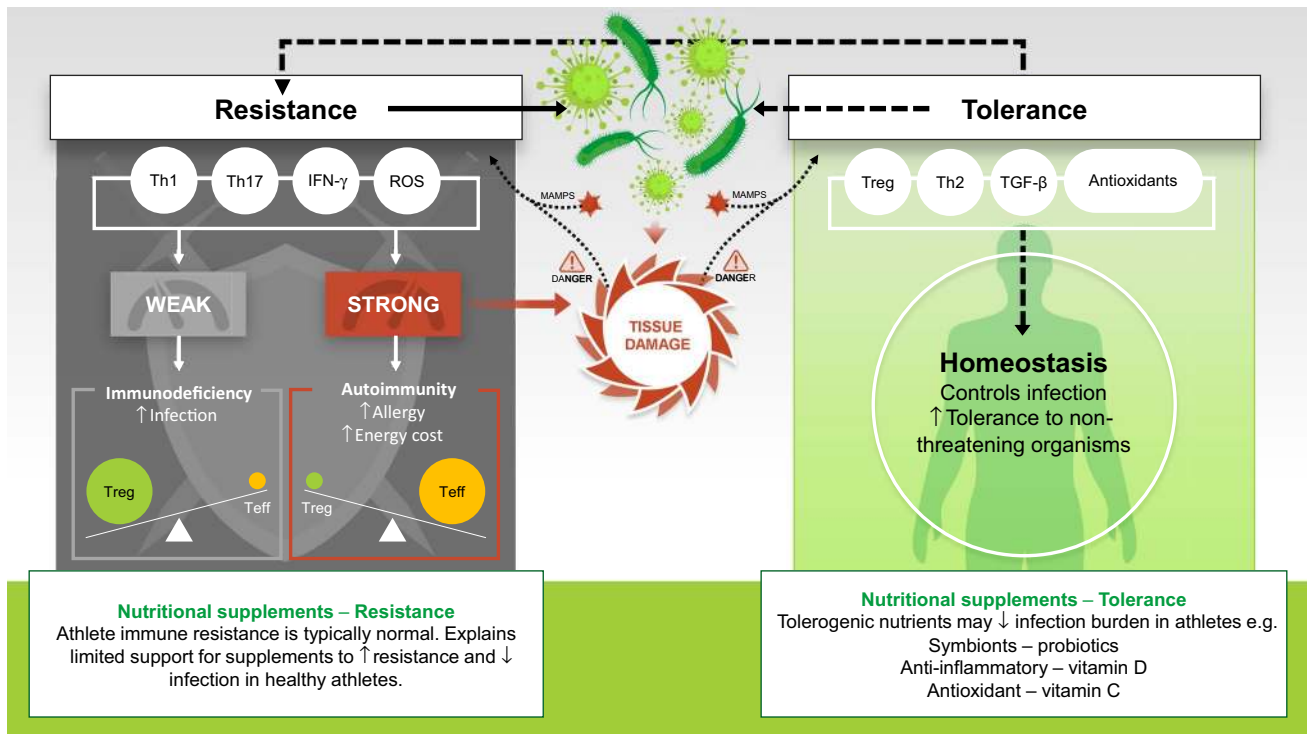 Resistance
Tolerance
Th1
Th17
IFN-γ
ROS
MAMPS
MAMPS
Treg
Th2
TGF-β
Antioxidants
DANGER
DANGER
WEAK
STRONG
TISSUE
DAMAGE
Immunodeficiency
↑Infection
Autoimmunity
↑Allergy
↑Energy cost
Homeostasis
Controls infection
↑Tolerance to non-
threatening organisms
Treg
Teff
Treg
Teff
Nutritional supplements – Resistance
Athlete immune resistance is typically normal. Explains
limited support for supplements to ↑resistance and ↓
infection in healthy athletes.
Nutritional supplements – Tolerance
Tolerogenic nutrients may ↓ infection burden in athletes e.g.
Symbionts – probiotics
Anti-inflammatory – vitamin D
Antioxidant – vitamin C